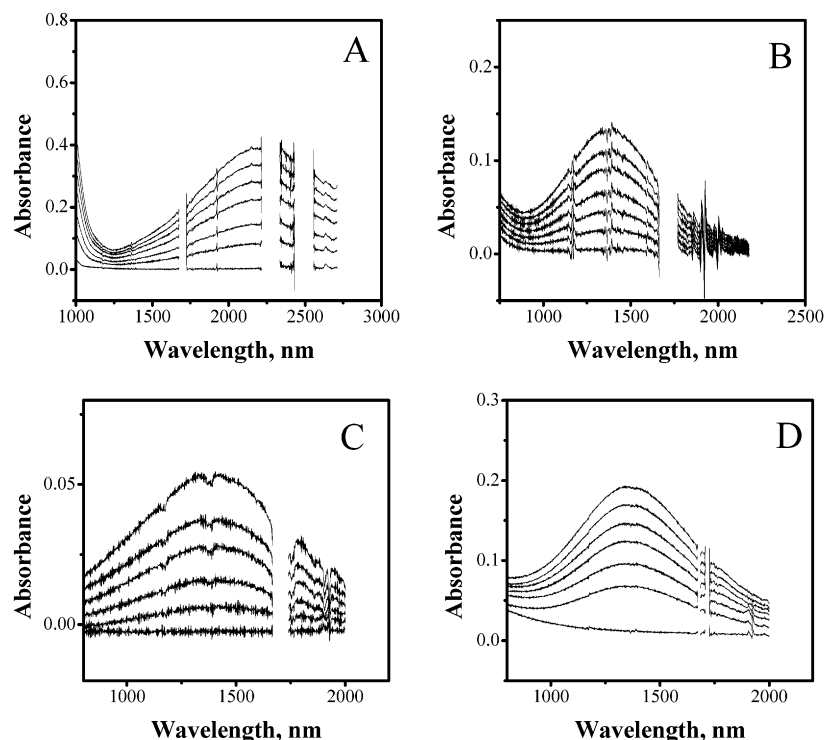 A
0.8
0.6
0.4
0.2
0.0
Absorbance
1000 1500 2000 2500 3000
Wavelength, nm
B
0.2
0.1
0.0
Absorbance
1000 1500 2000 2500
Wavelength, nm
C
0.05
0.00
Absorbance
1000 1500 2000
Wavelength, nm
D
0.3
0.2
0.1
0.0
Absorbance
1000 1500 2000
Wavelength, nm